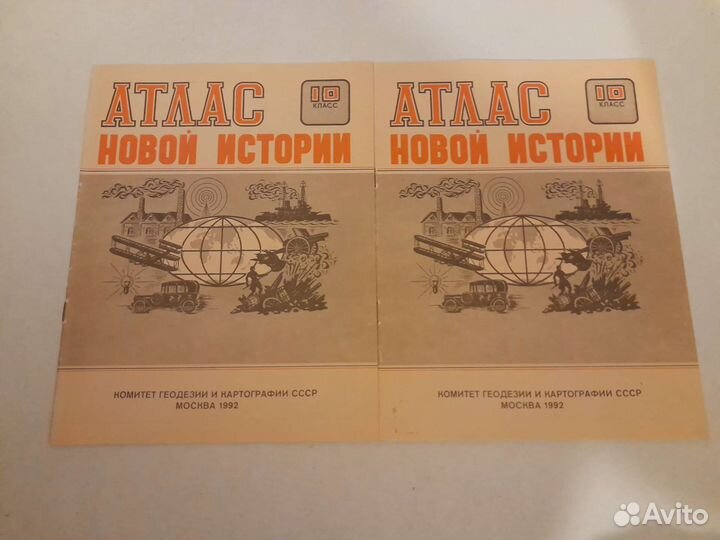 АТЛАС
10
КЛАСС
НОВОЙ ИСТОРИИ
КОМИТЕТ ГЕОДЕЗИИ И КАРТОГРАФИИ СССР
МОСКВА 1992
АТЛАС
10
КЛАСС
НОВОЙ ИСТОРИИ
КОМИТЕТ ГЕОДЕЗИИ И КАРТОГРАФИИ СССР
МОСКВА 1992
Avito